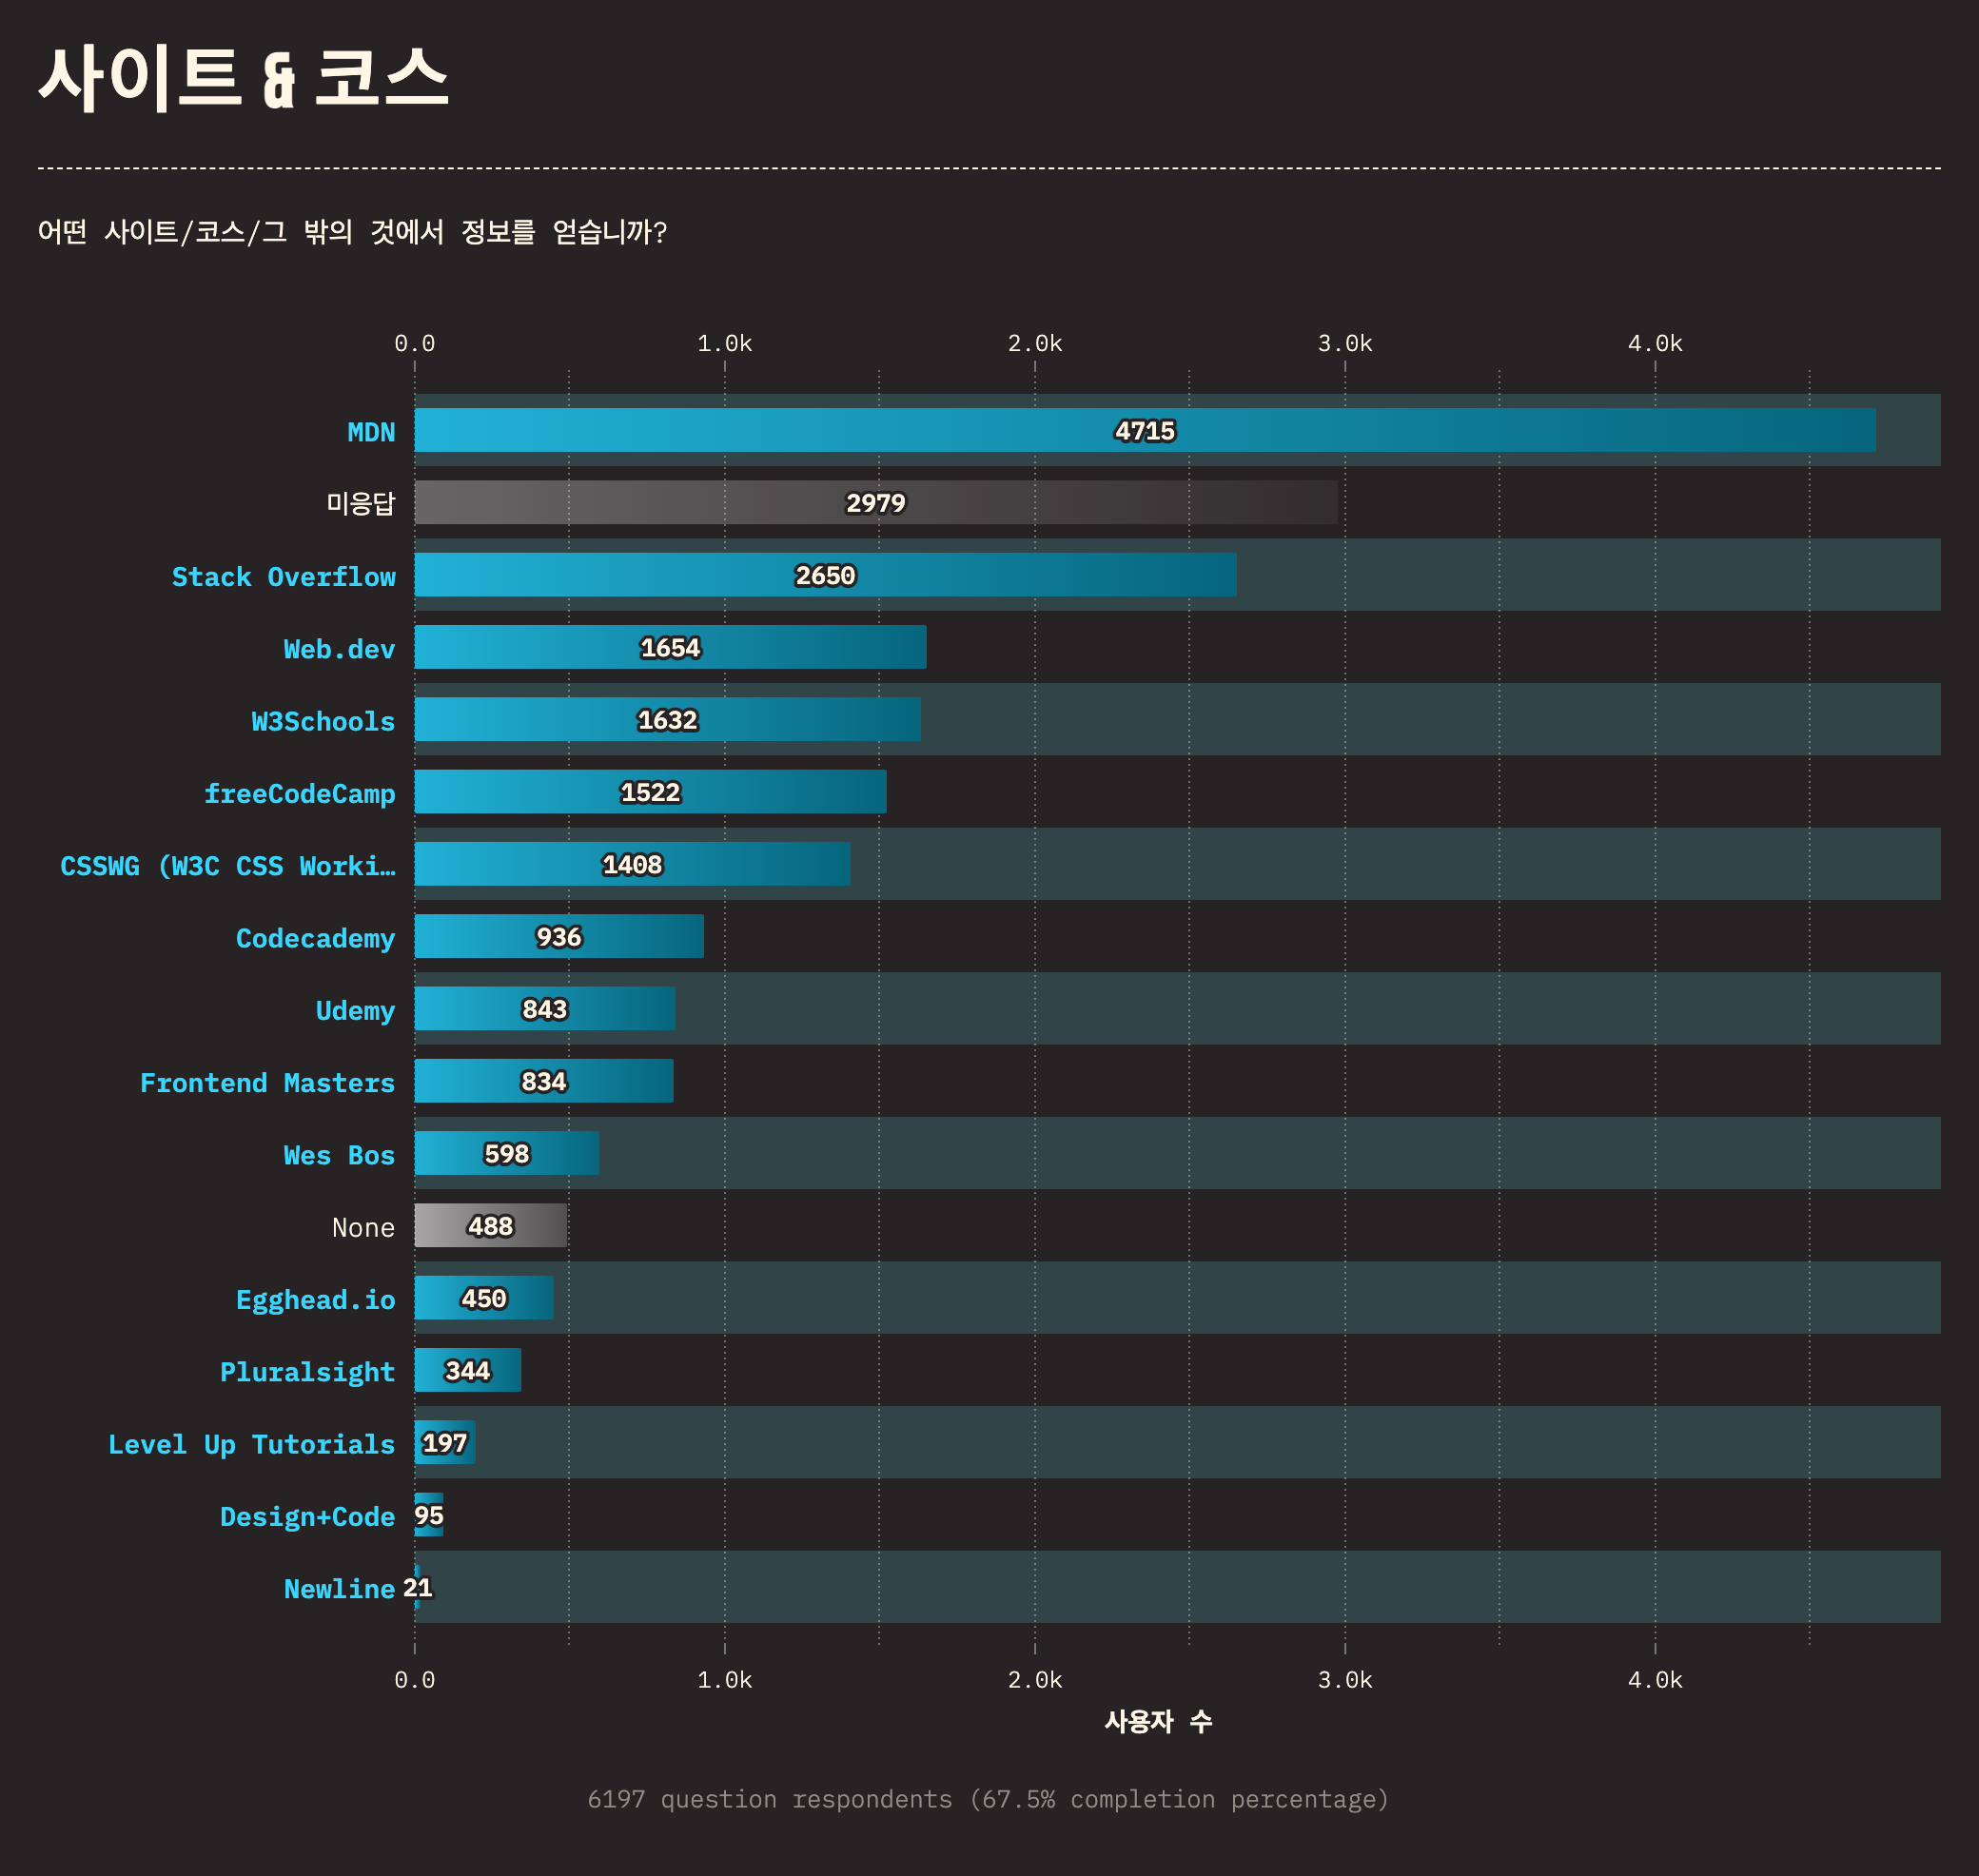 사이트 & 코스
어떤 사이트/코스/그 밖의 것에서 정보를 얻습니까?
0.0 1.0k 2.0k 3.0k 4.0k
MDN 4715
미응답 2979
Stack Overflow 2650
Web.dev 1654
W3Schools 1632
freeCodeCamp 1522
CSSWG (W3C CSS Worki… 1408
Codecademy 936
Udemy 843
Frontend Masters 834
Wes Bos 598
None 488
Egghead.io 450
Pluralsight 344
Level Up Tutorials 197
Design+Code 95
Newline 21
0.0 1.0k 2.0k 3.0k 4.0k
사용자 수
6197 question respondents (67.5% completion percentage)